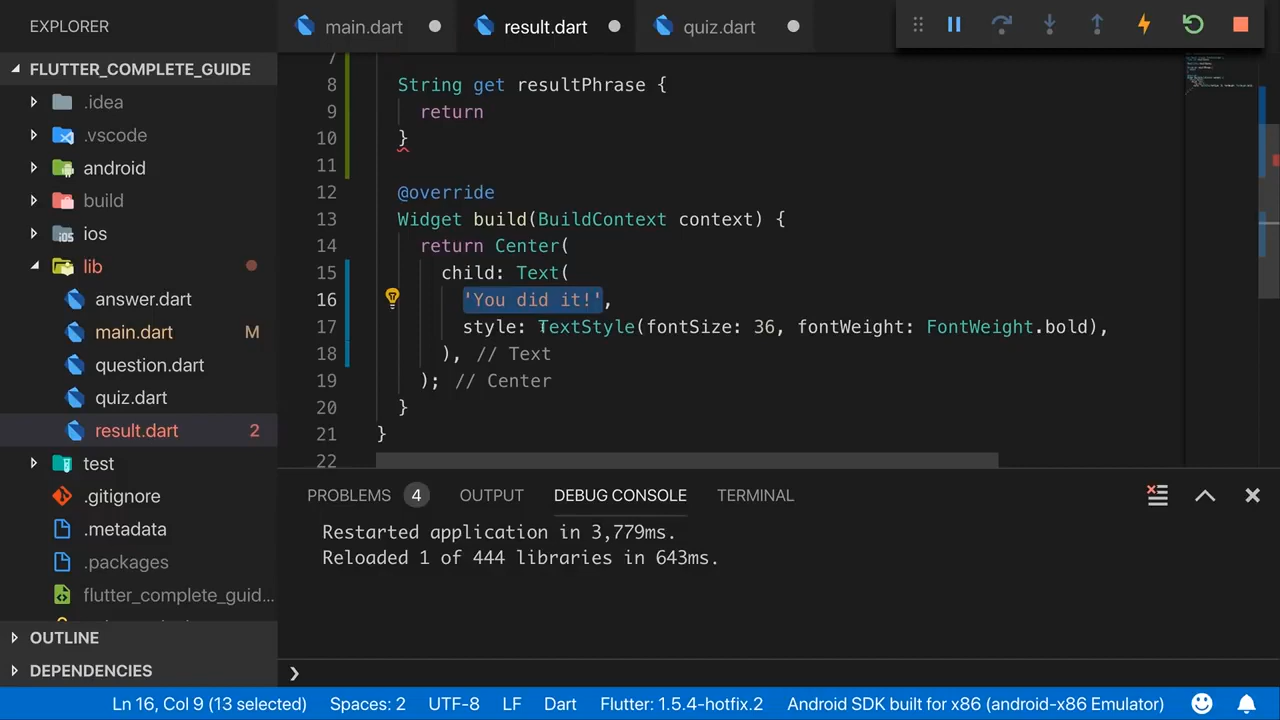 EXPLORER
main.dart
result.dart
quiz.dart
FLUTTER_COMPLETE_GUIDE
.idea
.vscode
android
build
ios
lib
answer.dart
main.dart M
question.dart
quiz.dart
result.dart 2
test
.gitignore
.metadata
.packages
flutter_complete_guid...
OUTLINE
DEPENDENCIES
7
8 String get resultPhrase {
9 return
10 }
11
12 @override
13 Widget build(BuildContext context) {
14 return Center(
15 child: Text(
16 'You did it!',
17 style: TextStyle(fontSize: 36, fontWeight: FontWeight.bold),
18 ), // Text
19 ); // Center
20 }
21 }
22
PROBLEMS 4 OUTPUT DEBUG CONSOLE TERMINAL
Restarted application in 3,779ms.
Reloaded 1 of 444 libraries in 643ms.
Ln 16, Col 9 (13 selected) Spaces: 2 UTF-8 LF Dart Flutter: 1.5.4-hotfix.2 Android SDK built for x86 (android-x86 Emulator)